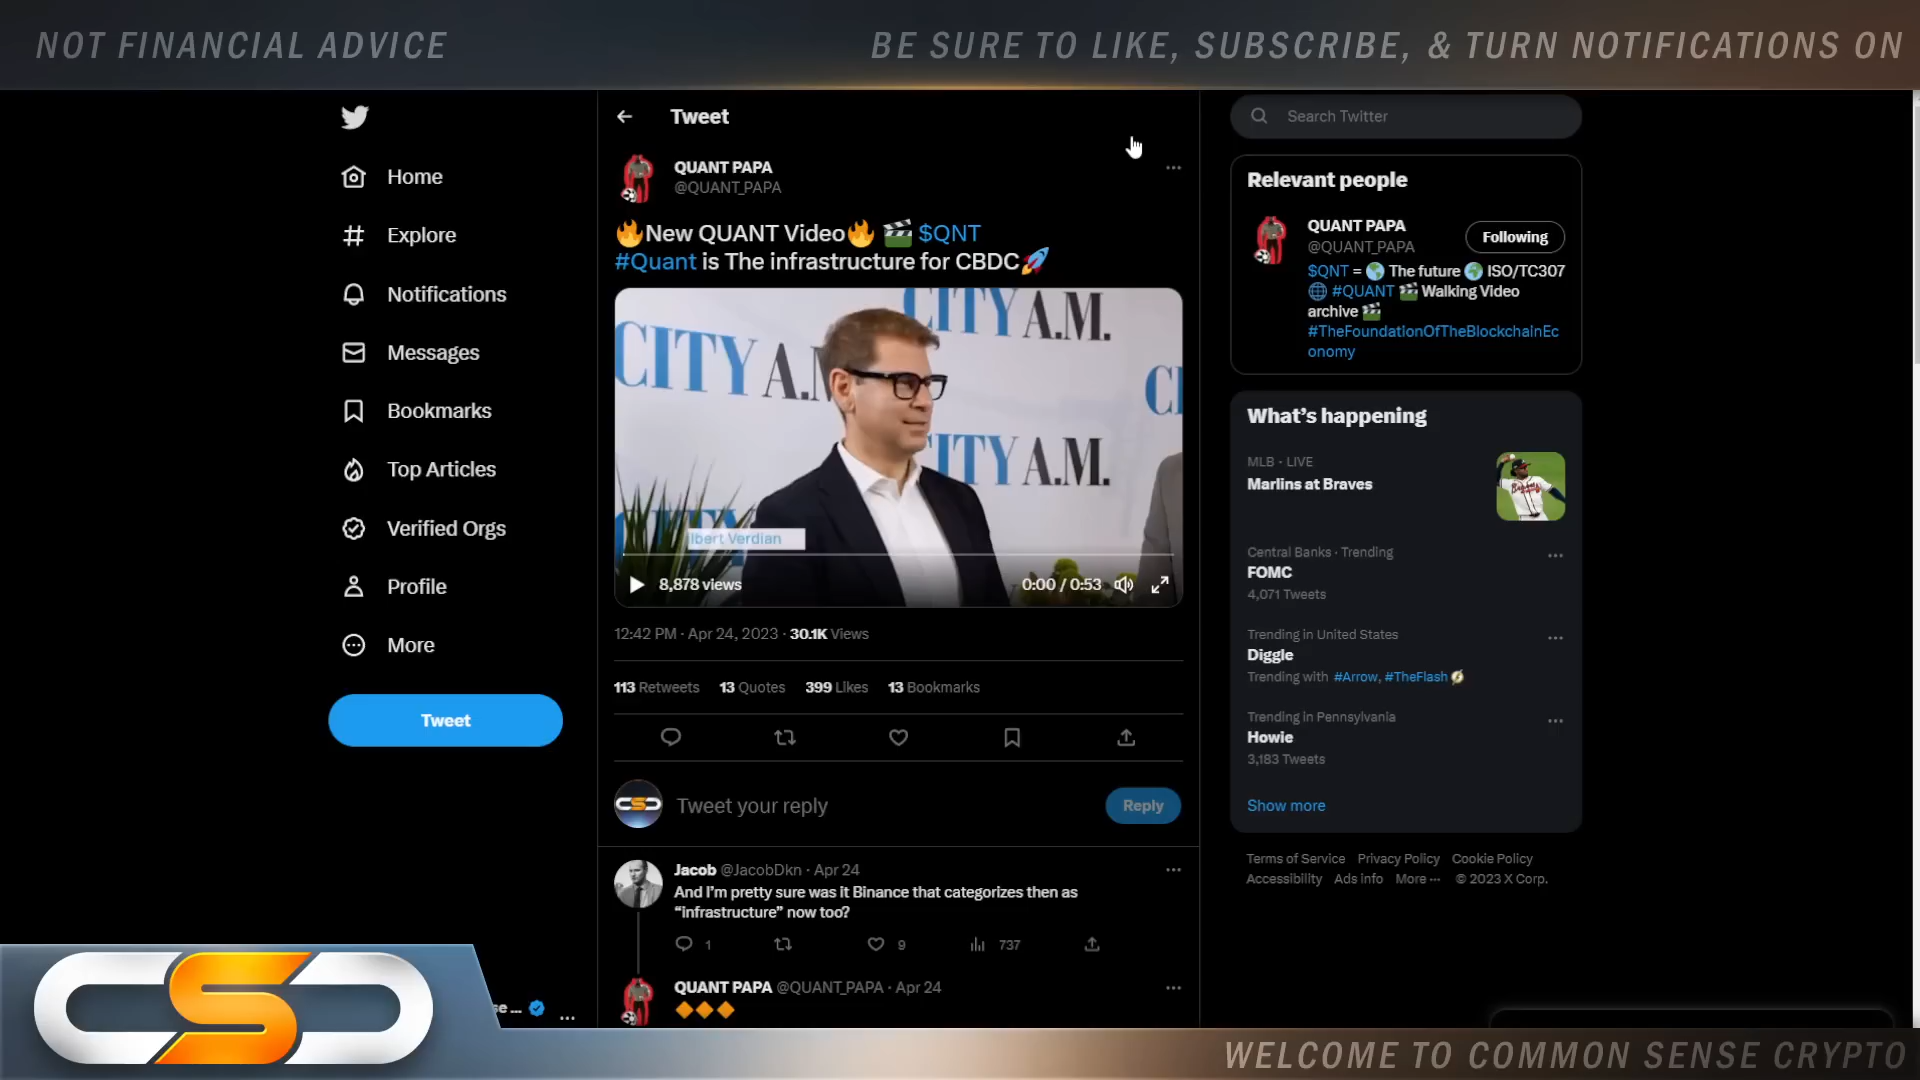 NOT FINANCIAL ADVICE
BE SURE TO LIKE, SUBSCRIBE, & TURN NOTIFICATIONS ON
Home
Explore
Notifications
Messages
Bookmarks
Top Articles
Verified Orgs
Profile
More
Tweet
se ...
Tweet
QUANT PAPA
@QUANT_PAPA
🔥New QUANT Video🔥 🎬 $QNT
#Quant is The infrastructure for CBDC🚀
CITY A.M.
CITY A.M.
CITY A.M.
lbert Verdian
8,878 views
0:00 / 0:53
12:42 PM · Apr 24, 2023 · 30.1K Views
113 Retweets 13 Quotes 399 Likes 13 Bookmarks
Tweet your reply
Reply
Jacob @JacobDkn · Apr 24
And I'm pretty sure was it Binance that categorizes then as
"infrastructure" now too?
1 9 737
QUANT PAPA @QUANT_PAPA · Apr 24
🔶🔶🔶
Search Twitter
Relevant people
QUANT PAPA
@QUANT_PAPA
Following
$QNT = 🌎 The future 🌍 ISO/TC307
🌐 #QUANT 🎬 Walking Video
archive 🎬
#TheFoundationOfTheBlockchainEc
onomy
What's happening
MLB · LIVE
Marlins at Braves
Central Banks · Trending
FOMC
4,071 Tweets
Trending in United States
Diggle
Trending with #Arrow, #TheFlash
Trending in Pennsylvania
Howie
3,183 Tweets
Show more
Terms of Service Privacy Policy Cookie Policy
Accessibility Ads info More ··· © 2023 X Corp.
CSC
WELCOME TO COMMON SENSE CRYPTO